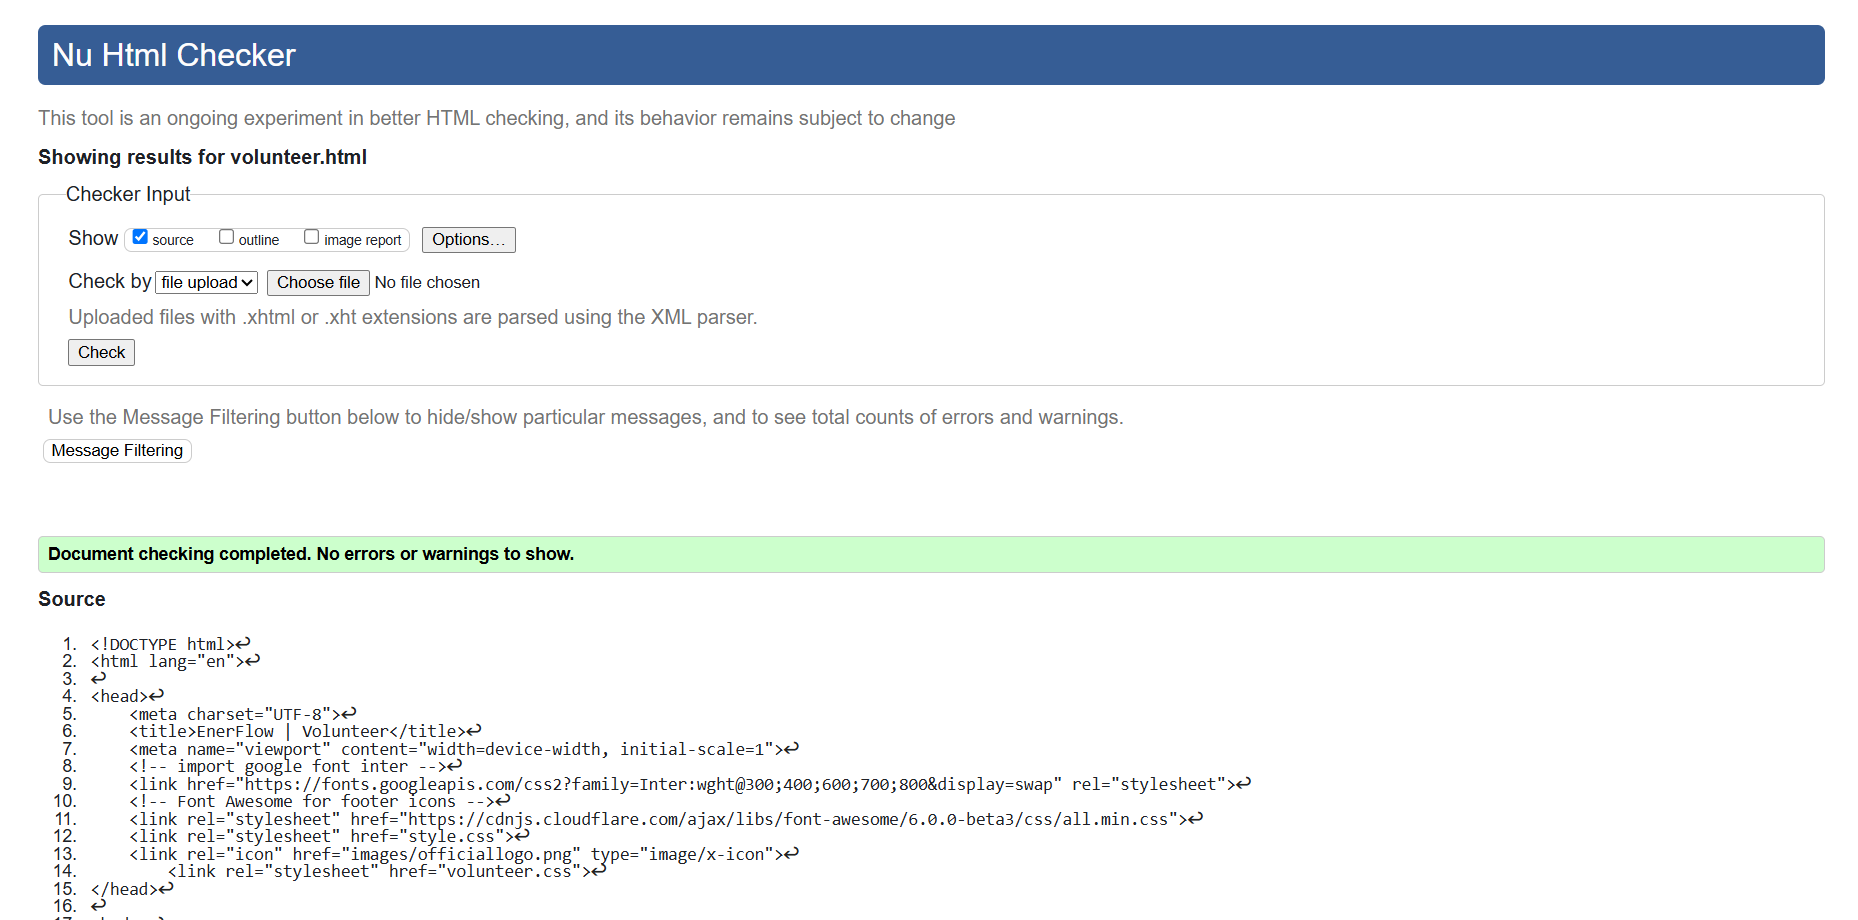 Nu Html Checker
This tool is an ongoing experiment in better HTML checking, and its behavior remains subject to change
Showing results for volunteer.html
Checker Input
Show source outline image report Options...
Check by file upload Choose file No file chosen
Uploaded files with .xhtml or .xht extensions are parsed using the XML parser.
Check
Use the Message Filtering button below to hide/show particular messages, and to see total counts of errors and warnings.
Message Filtering
Document checking completed. No errors or warnings to show.
Source
1. <!DOCTYPE html>↩
2. <html lang="en">↩
3. ↩
4. <head>↩
5.     <meta charset="UTF-8">↩
6.     <title>EnerFlow | Volunteer</title>↩
7.     <meta name="viewport" content="width=device-width, initial-scale=1">↩
8.     <!-- import google font inter -->↩
9.     <link href="https://fonts.googleapis.com/css2?family=Inter:wght@300;400;600;700;800&display=swap" rel="stylesheet">↩
10.     <!-- Font Awesome for footer icons -->↩
11.     <link rel="stylesheet" href="https://cdnjs.cloudflare.com/ajax/libs/font-awesome/6.0.0-beta3/css/all.min.css">↩
12.     <link rel="stylesheet" href="style.css">↩
13.     <link rel="icon" href="images/officiallogo.png" type="image/x-icon">↩
14.         <link rel="stylesheet" href="volunteer.css">↩
15. </head>↩
16. ↩